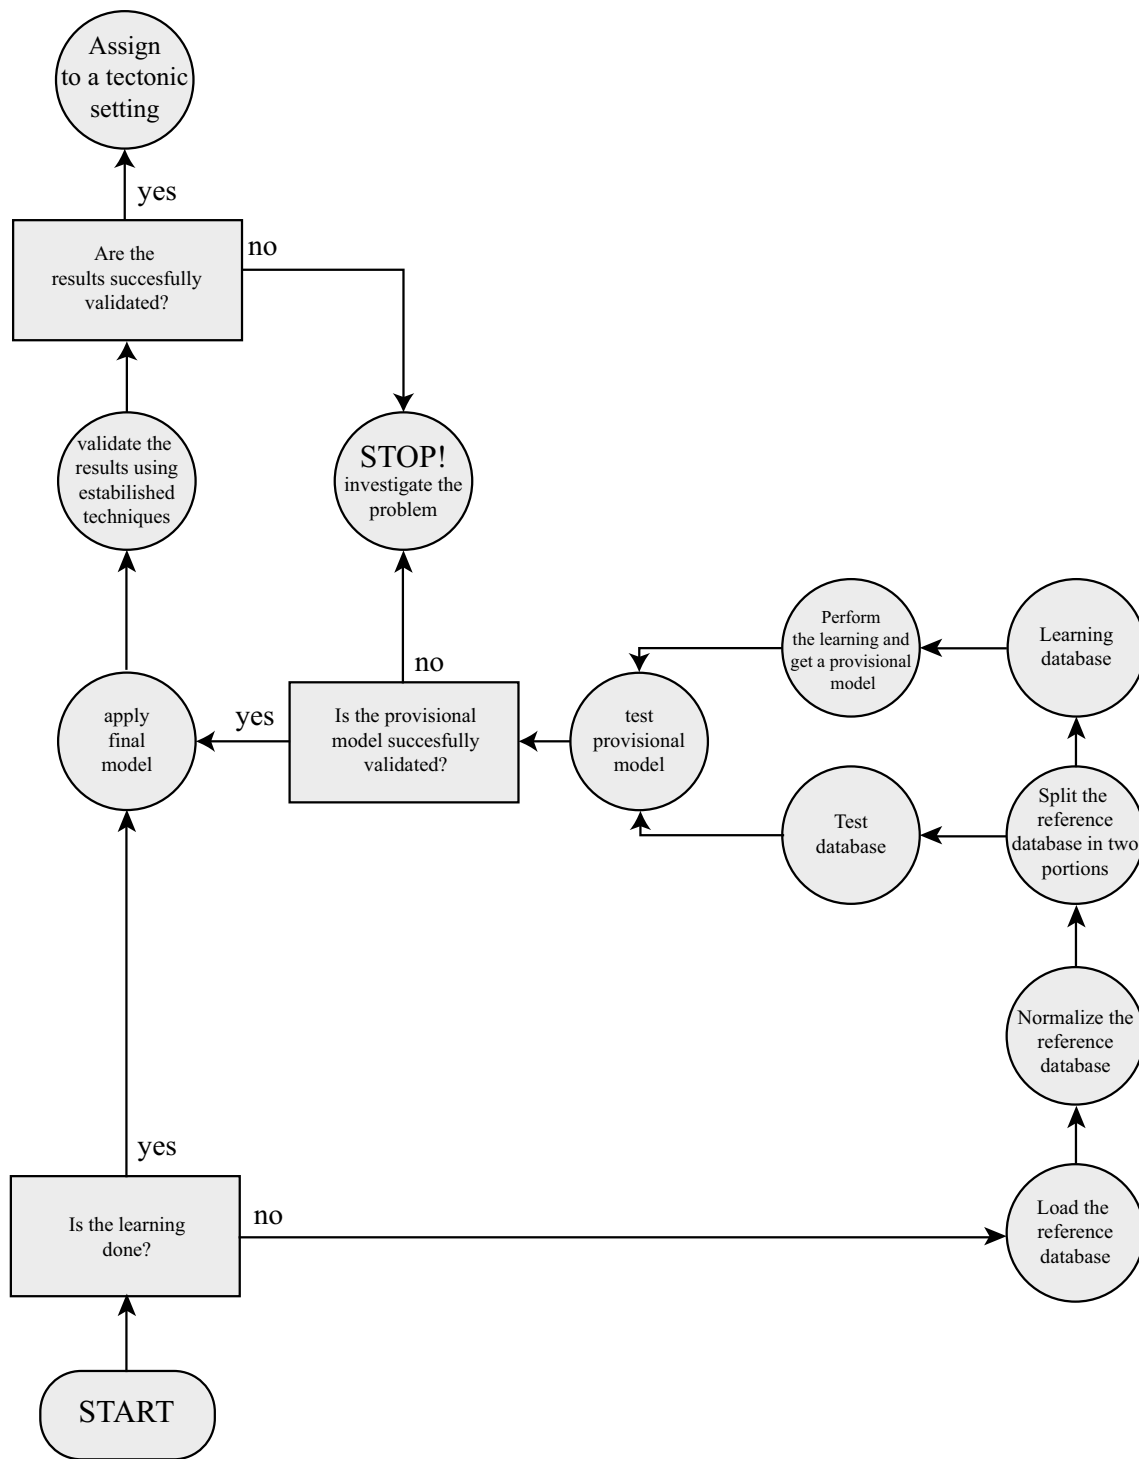 Assign
to a tectonic
setting
yes
Are the
results succesfully
validated?
no
validate the
results using
estabilished
techniques
STOP!
investigate the
problem
no
Perform
the learning and
get a provisional
model
Learning
database
apply
final
model
yes
Is the provisional
model succesfully
validated?
test
provisional
model
Test
database
Split the
reference
database in two
portions
Normalize the
reference
database
yes
Is the learning
done?
no
Load the
reference
database
START